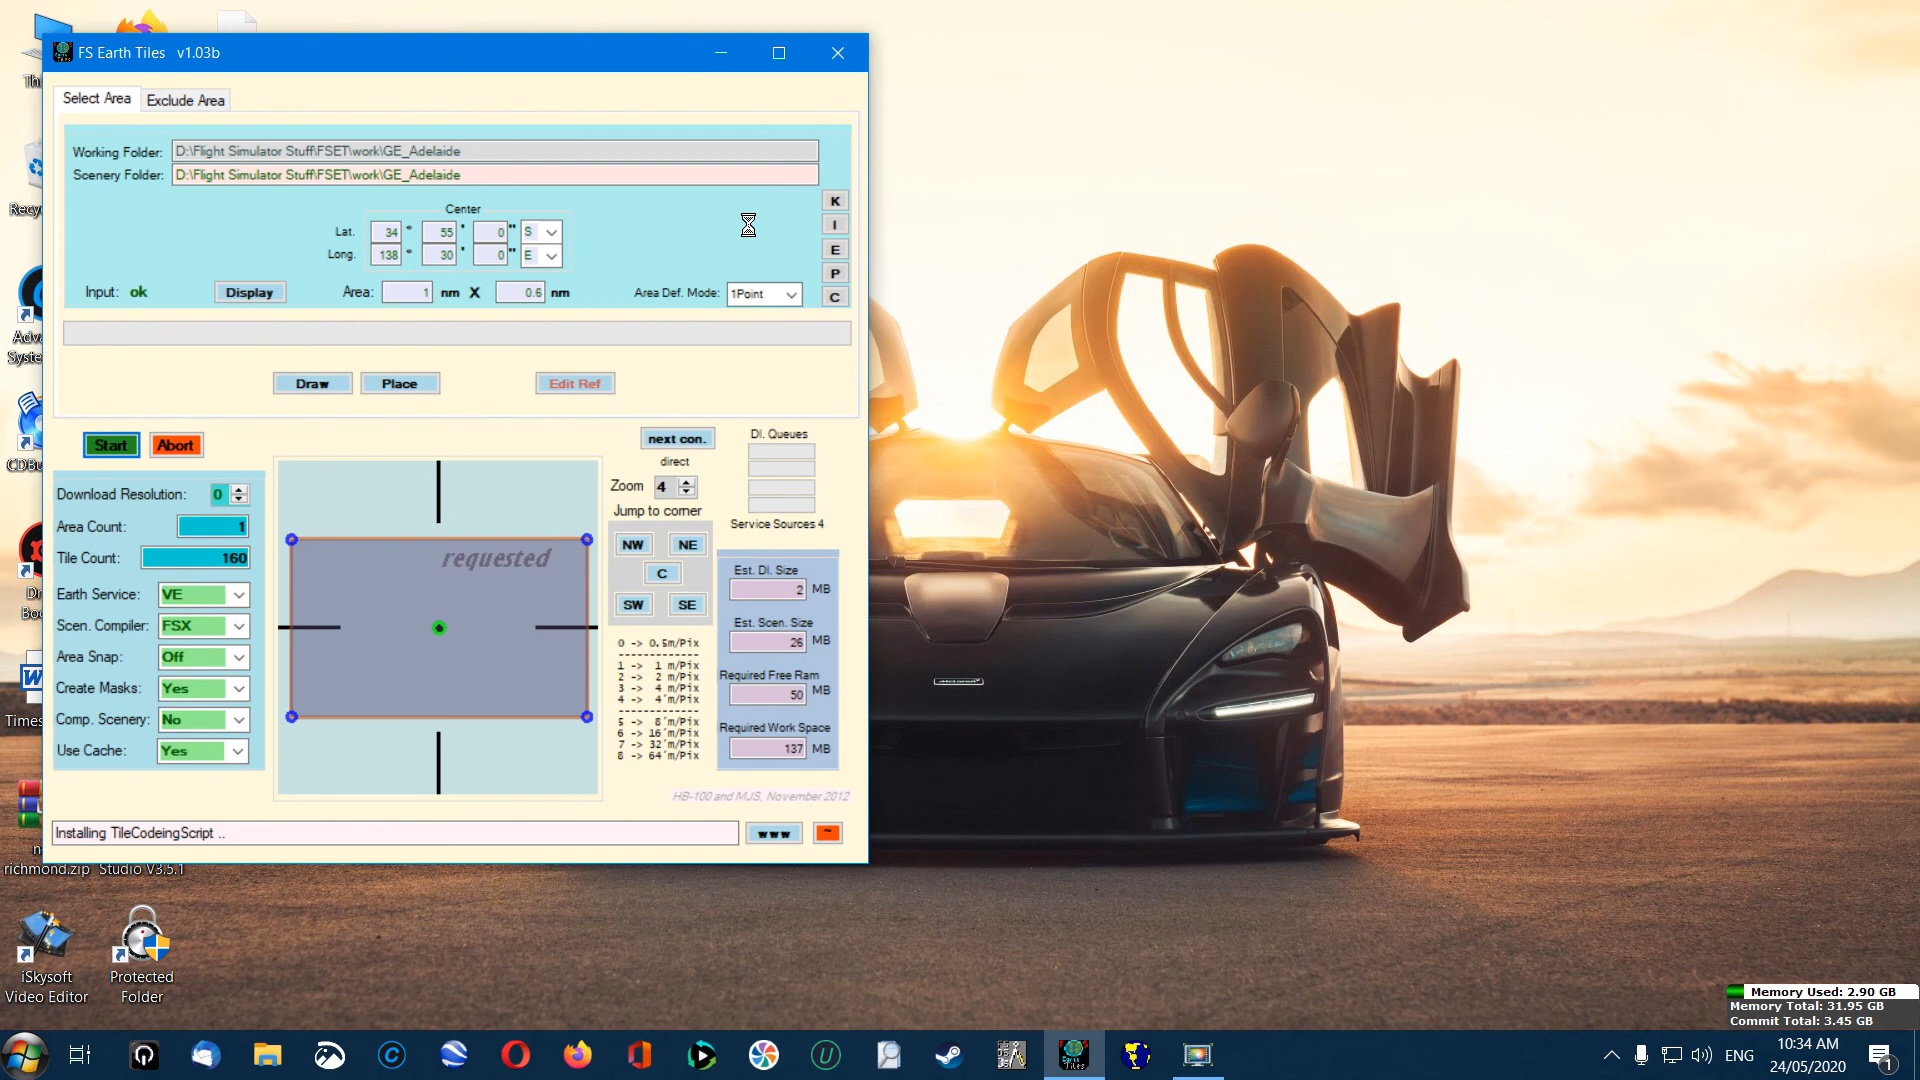 FS Earth Tiles v1.03b
Select Area
Exclude Area
Working Folder: D:\Flight Simulator Stuff\FSET\work\GE_Adelaide
Scenery Folder: D:\Flight Simulator Stuff\FSET\work\GE_Adelaide
K
I
E
P
C
Center
Lat. 34 ° 55 ' 0 " S
Long. 138 ° 30 ' 0 " E
Input: ok
Display
Area: 1 nm X 0.6 nm
Area Def. Mode: 1Point
Draw
Place
Edit Ref
Start
Abort
next con.
direct
Dl. Queues
Zoom 4
Jump to corner
Service Sources 4
NW NE
C
SW SE
Download Resolution: 0
Area Count: 1
Tile Count: 160
Earth Service: VE
Scen. Compiler: FSX
Area Snap: Off
Create Masks: Yes
Comp. Scenery: No
Use Cache: Yes
requested
0 -> 0.5m/Pix
-------------
1 -> 1 m/Pix
2 -> 2 m/Pix
3 -> 4 m/Pix
4 -> 4´m/Pix
-------------
5 -> 8´m/Pix
6 -> 16´m/Pix
7 -> 32´m/Pix
8 -> 64´m/Pix
Est. Dl. Size
2 MB
Est. Scen. Size
26 MB
Required Free Ram
50 MB
Required Work Space
137 MB
HB-100 and MJS, November 2012
Installing TileCodeingScript ..
www
~
richmond.zip
Studio V3.5.1
iSkysoft
Video Editor
Protected
Folder
McLaren
Memory Used: 2.90 GB
Memory Total: 31.95 GB
Commit Total: 3.45 GB
ENG
10:34 AM
24/05/2020
1